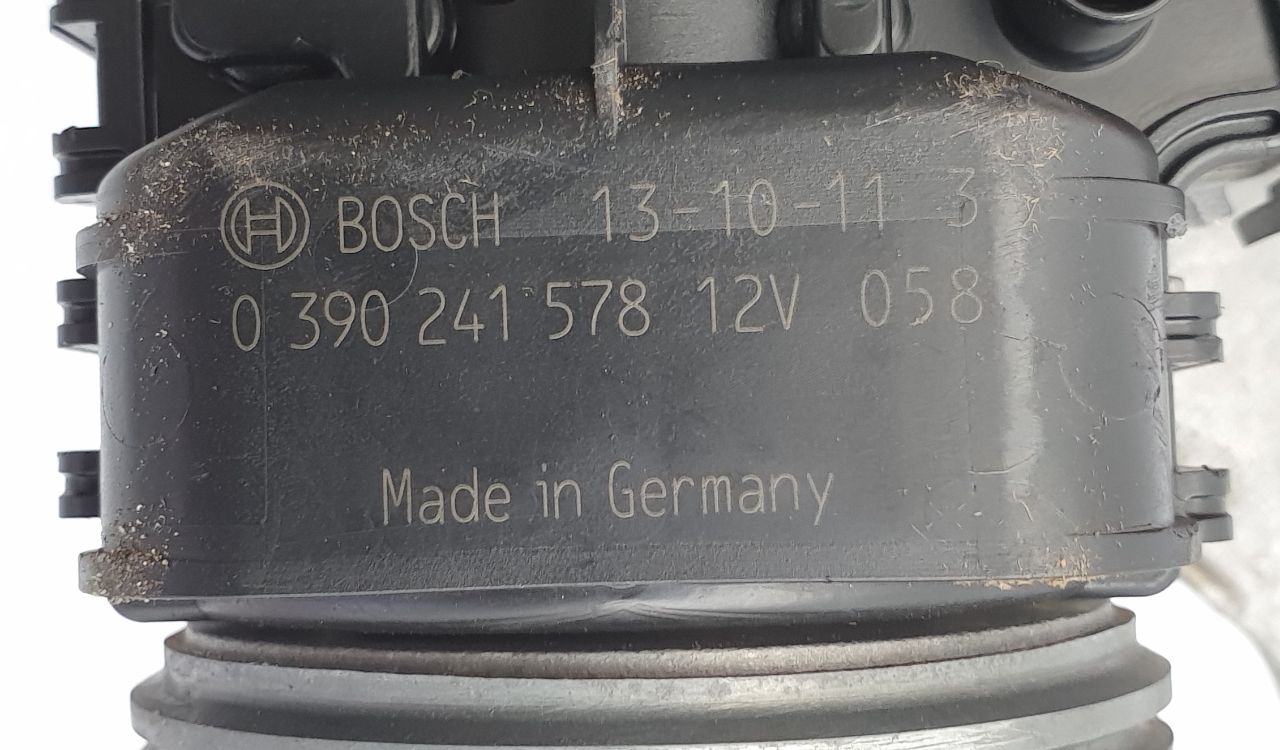 BOSCH 13-10-11 3
0 390 241 578 12V 058
Made in Germany